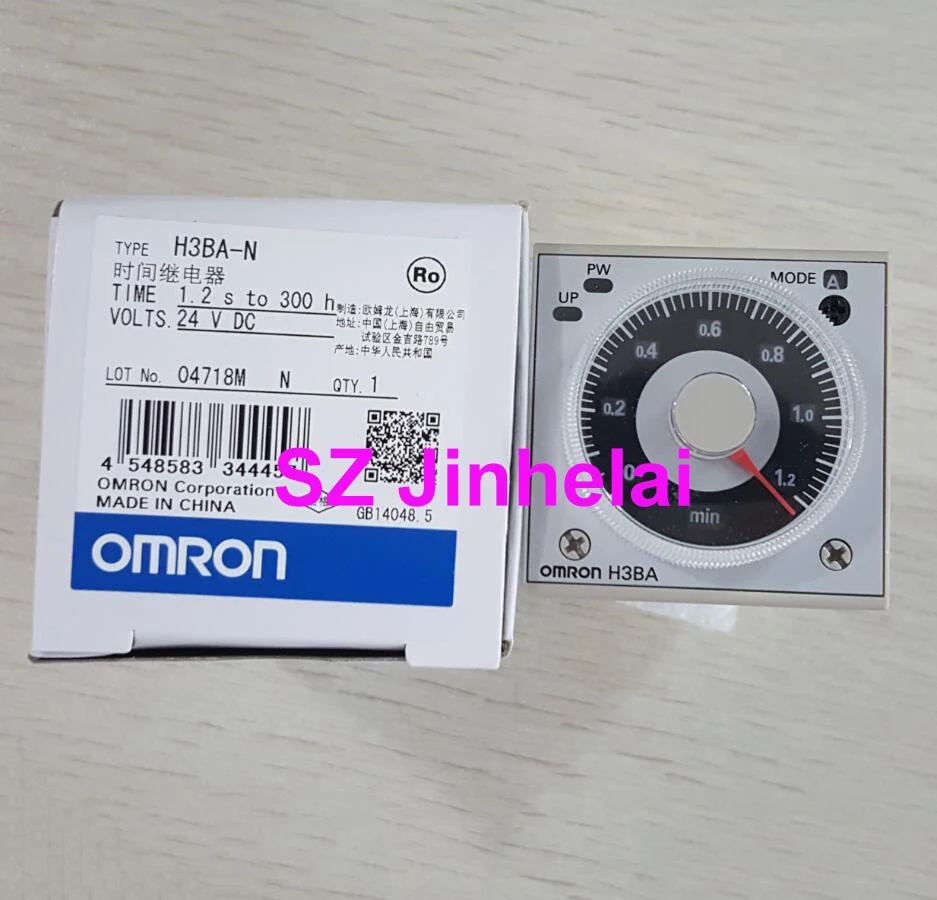 TYPE H3BA-N
时间继电器
TIME 1.2 s to 300 h
VOLTS. 24 V DC
Ro
制造:欧姆龙(上海)有限公司
地址:中国(上海)自由贸易
试验区金吉路789号
产地:中华人民共和国
LOT No. 04718M N QTY. 1
4 548583 34445
OMRON Corporation
MADE IN CHINA
GB14048.5
OMRON
SZ Jinhelai
PW
UP
MODE A
0
0.2
0.4
0.6
0.8
1.0
1.2
min
OMRON H3BA